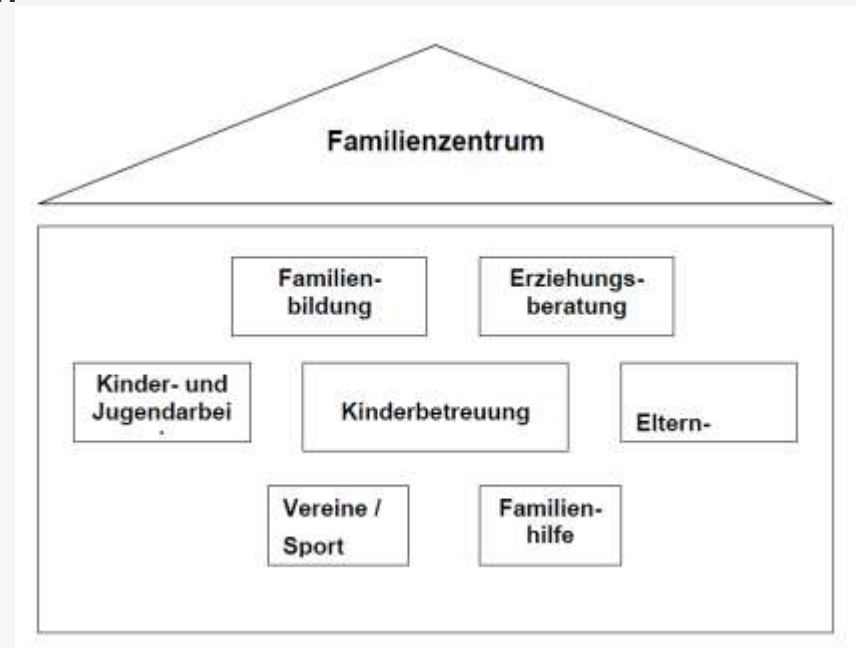 Familienzentrum
Familien-
bildung
Erziehungs-
beratung
Kinder- und
Jugendarbei
Kinderbetreuung
Eltern-
Vereine /
Sport
Familien-
hilfe